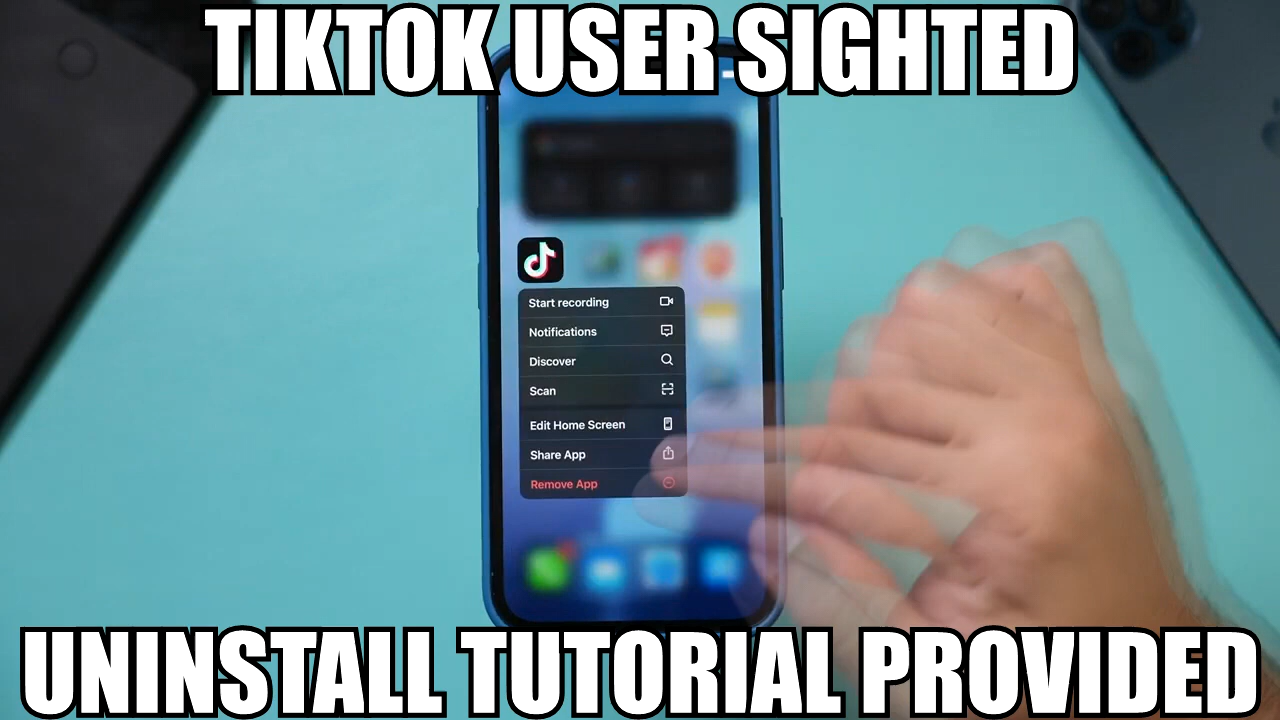 TIKTOK USER SIGHTED
Start recording
Notifications
Discover
Scan
Edit Home Screen
Share App
Remove App
UNINSTALL TUTORIAL PROVIDED